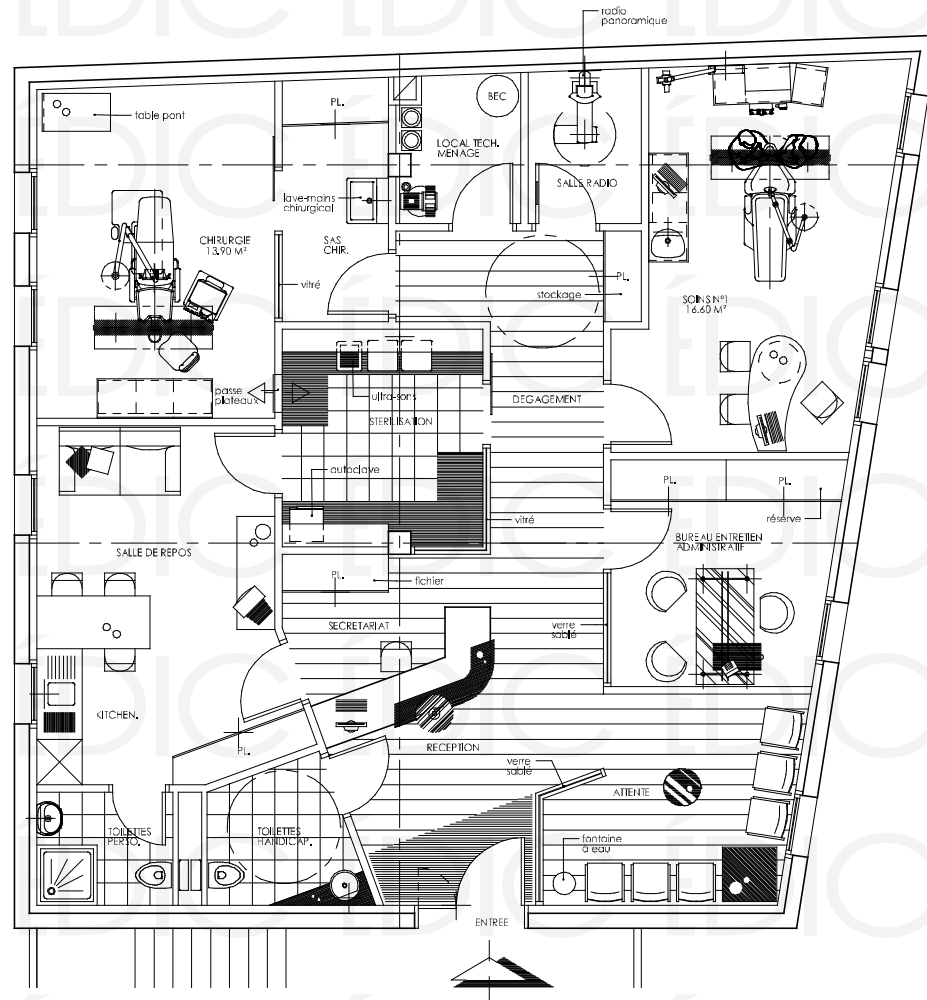 radio
panoramique
PL.
BEC
table pont
LOCAL TECH.
MENAGE
SALLE RADIO
lave-mains
chirurgical
CHIRURGIE
13.90 M²
SAS
CHIR.
vitré
PL.
stockage
SOINS N°1
16.60 M²
passe
plateaux
ultra-sons
STERILISATION
DEGAGEMENT
autoclave
PL.
PL.
vitré
réserve
SALLE DE REPOS
BUREAU ENTRETIEN
ADMINISTRATIF
PL.
fichier
SECRETARIAT
verre
sablé
KITCHEN.
PL.
RECEPTION
verre
sablé
ATTENTE
TOILETTES
PERSO.
TOILETTES
HANDICAP.
fontaine
à eau
ENTREE
ÉDIC